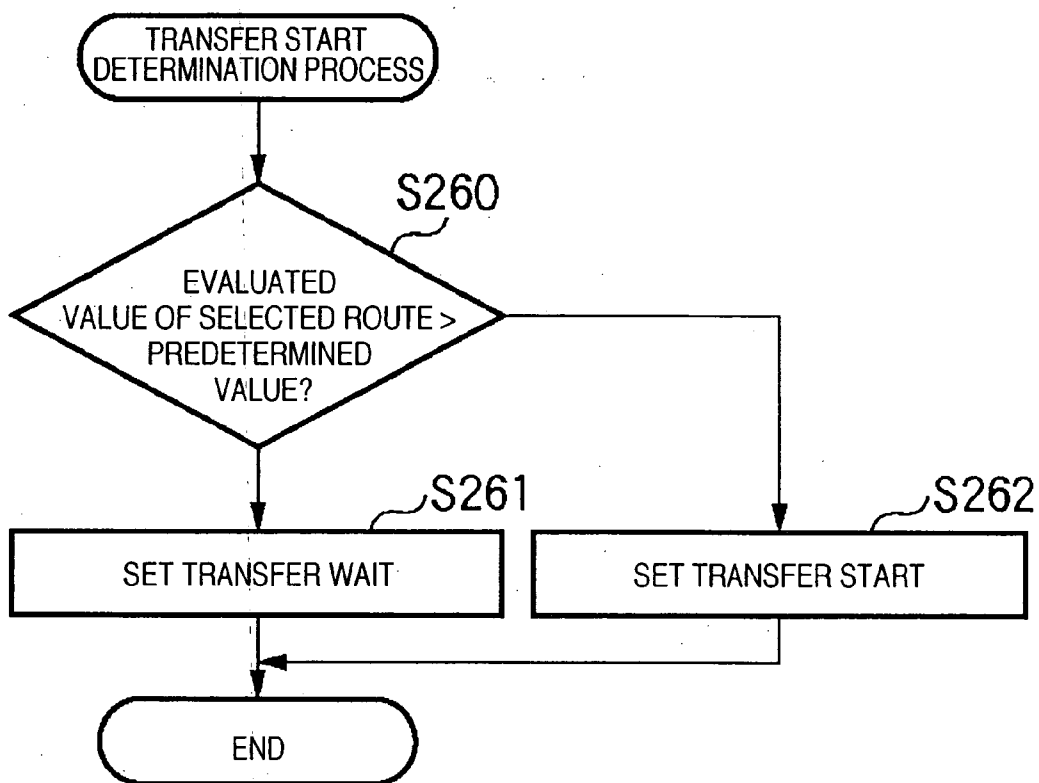 TRANSFER START
DETERMINATION PROCESS
S260
EVALUATED
VALUE OF SELECTED ROUTE >
PREDETERMINED
VALUE?
S261
SET TRANSFER WAIT
S262
SET TRANSFER START
END